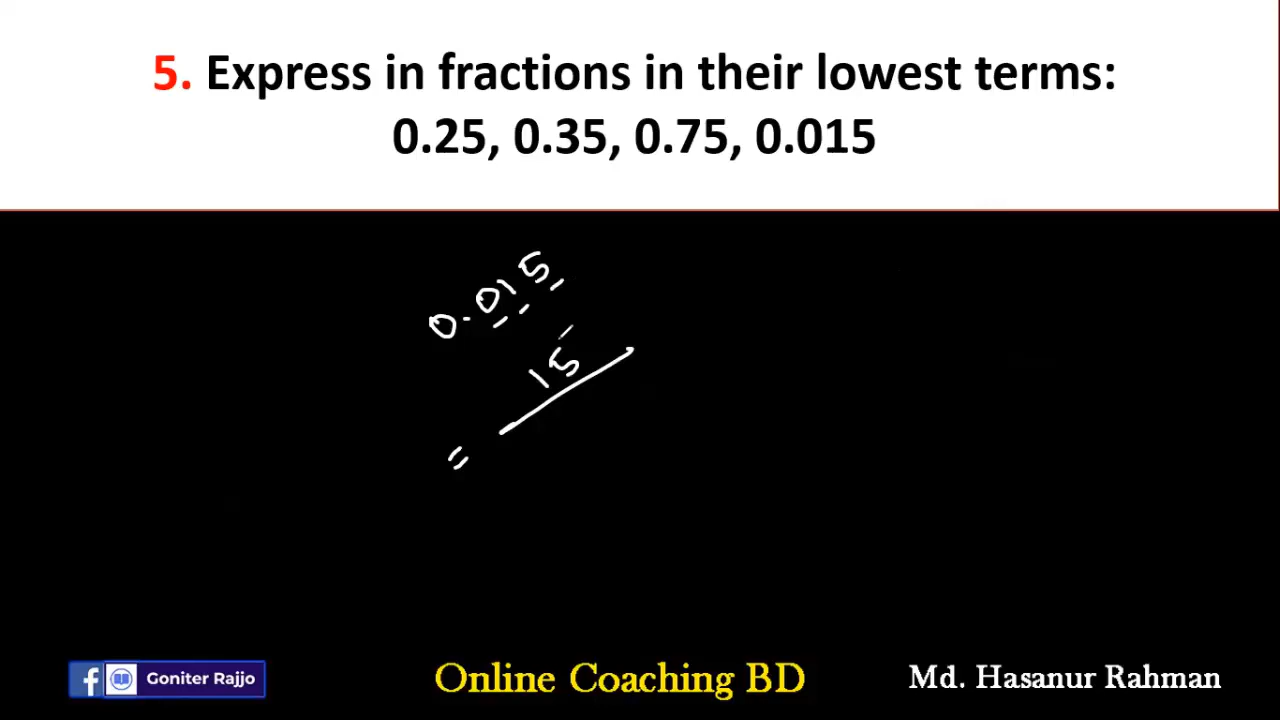 5. Express in fractions in their lowest terms:
0.25, 0.35, 0.75, 0.015
0.015
15
=
f Goniter Rajjo
Online Coaching BD
Md. Hasanur Rahman